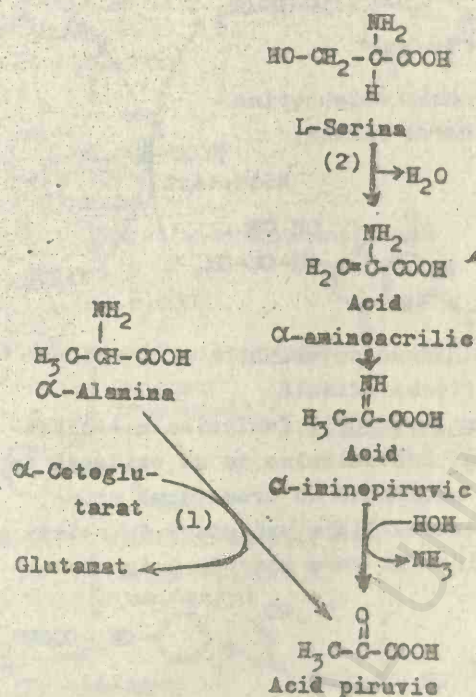 NH2
HO-CH2-C-COOH
H
L-Serina
(2)
H2O
NH2
H2C=C-COOH
Acid
α-aminoacrilic
NH
H3C-C-COOH
Acid
α-iminopiruvic
HOH
NH3
NH2
H3C-CH-COOH
α-Alanina
α-Cetoglu-
tarat
(1)
Glutamat
O
H3C-C-COOH
Acid piruvic